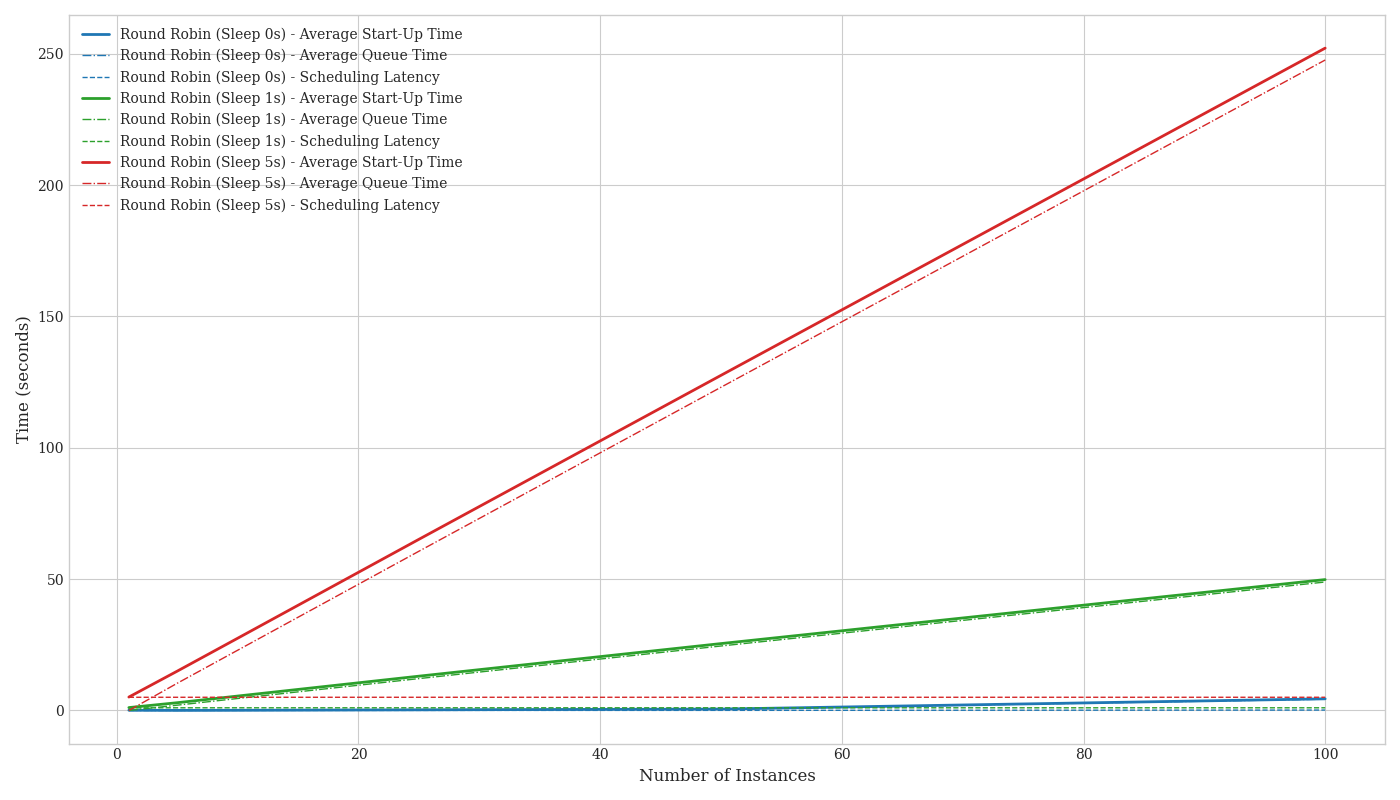 Round Robin (Sleep 0s) - Average Start-Up Time
Round Robin (Sleep 0s) - Average Queue Time
Round Robin (Sleep 0s) - Scheduling Latency
Round Robin (Sleep 1s) - Average Start-Up Time
Round Robin (Sleep 1s) - Average Queue Time
Round Robin (Sleep 1s) - Scheduling Latency
Round Robin (Sleep 5s) - Average Start-Up Time
Round Robin (Sleep 5s) - Average Queue Time
Round Robin (Sleep 5s) - Scheduling Latency
250
200
150
100
50
0
Time (seconds)
0 20 40 60 80 100
Number of Instances